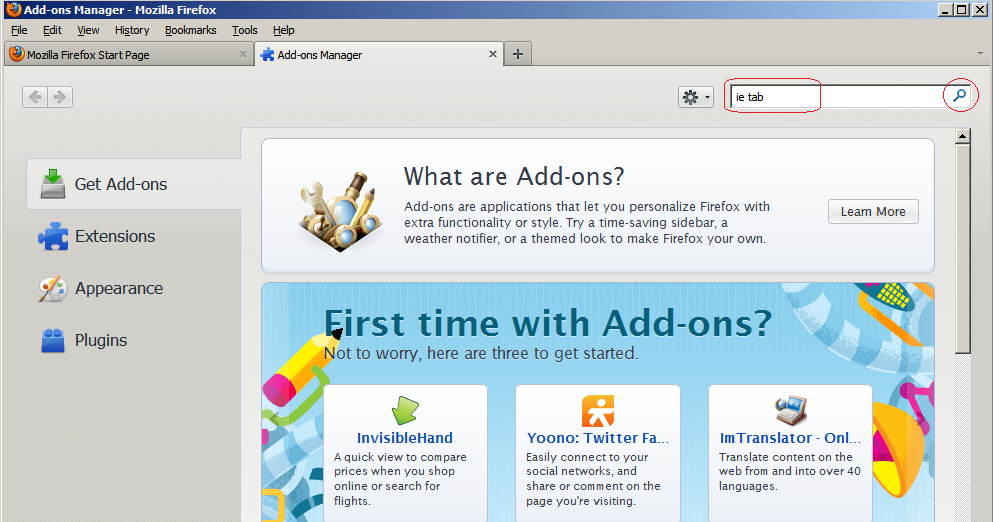 Add-ons Manager - Mozilla Firefox
File Edit View History Bookmarks Tools Help
Mozilla Firefox Start Page
Add-ons Manager
ie tab
Get Add-ons
Extensions
Appearance
Plugins
What are Add-ons?
Add-ons are applications that let you personalize Firefox with
extra functionality or style. Try a time-saving sidebar, a
weather notifier, or a themed look to make Firefox your own.
Learn More
First time with Add-ons?
Not to worry, here are three to get started.
InvisibleHand
A quick view to compare
prices when you shop
online or search for
flights.
Yoono: Twitter Fa...
Easily connect to your
social networks, and
share or comment on the
page you're visiting.
ImTranslator - Onl...
Translate content on the
web from and into over 40
languages.